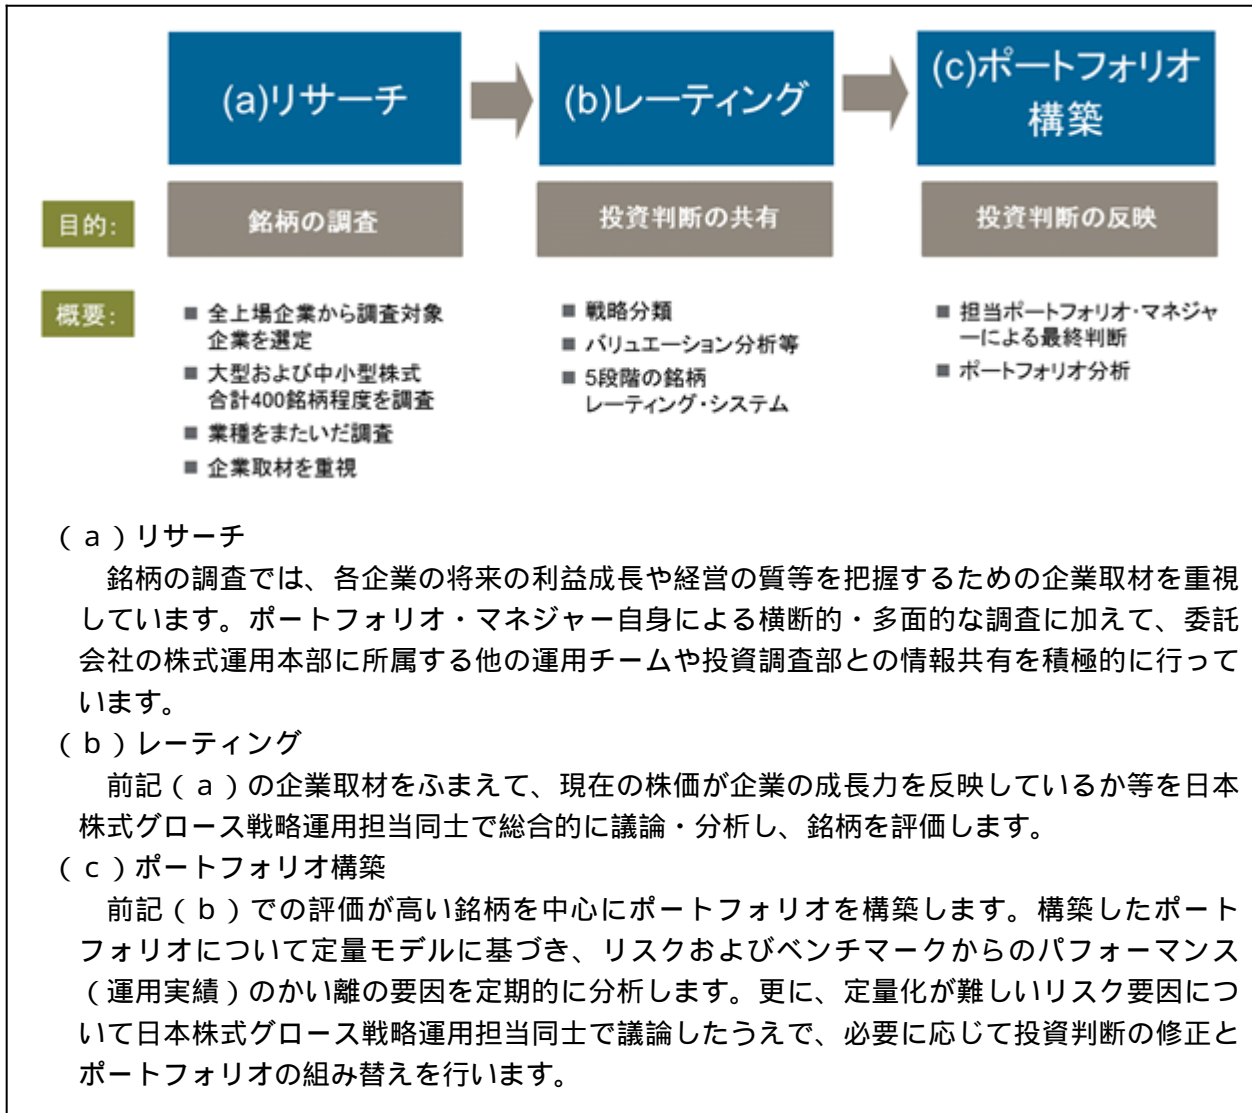 (a)リサーチ
(b)レーティング
(c)ポートフォリオ
構築
目的:
銘柄の調査
投資判断の共有
投資判断の反映
概要:
■ 全上場企業から調査対象
企業を選定
■ 大型および中小型株式
合計400銘柄程度を調査
■ 業種をまたいだ調査
■ 企業取材を重視
■ 戦略分類
■ バリュエーション分析等
■ 5段階の銘柄
レーティング・システム
■ 担当ポートフォリオ・マネジャ
ーによる最終判断
■ ポートフォリオ分析
(a)リサーチ
銘柄の調査では、各企業の将来の利益成長や経営の質等を把握するための企業取材を重視
しています。ポートフォリオ・マネジャー自身による横断的・多面的な調査に加えて、委託
会社の株式運用本部に所属する他の運用チームや投資調査部との情報共有を積極的に行って
います。
(b)レーティング
前記(a)の企業取材をふまえて、現在の株価が企業の成長力を反映しているか等を日本
株式グロース戦略運用担当同士で総合的に議論・分析し、銘柄を評価します。
(c)ポートフォリオ構築
前記(b)での評価が高い銘柄を中心にポートフォリオを構築します。構築したポート
フォリオについて定量モデルに基づき、リスクおよびベンチマークからのパフォーマンス
(運用実績)のかい離の要因を定期的に分析します。更に、定量化が難しいリスク要因につ
いて日本株式グロース戦略運用担当同士で議論したうえで、必要に応じて投資判断の修正と
ポートフォリオの組み替えを行います。